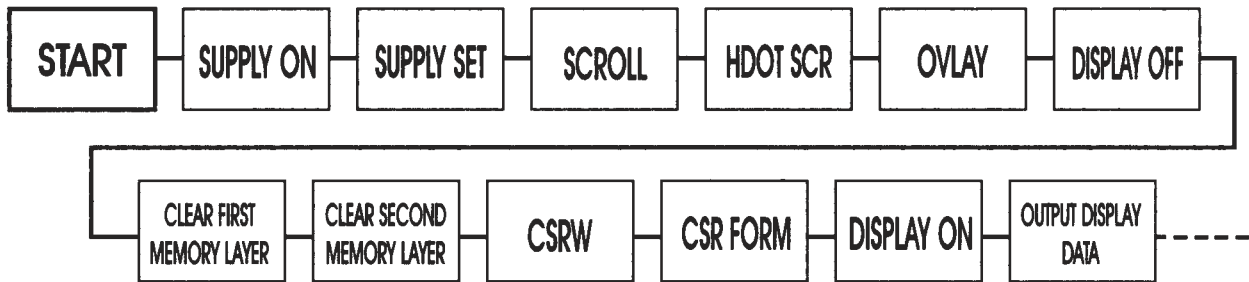 START
SUPPLY ON
SUPPLY SET
SCROLL
HDOT SCR
OVLAY
DISPLAY OFF
CLEAR FIRST
MEMORY LAYER
CLEAR SECOND
MEMORY LAYER
CSRW
CSR FORM
DISPLAY ON
OUTPUT DISPLAY
DATA